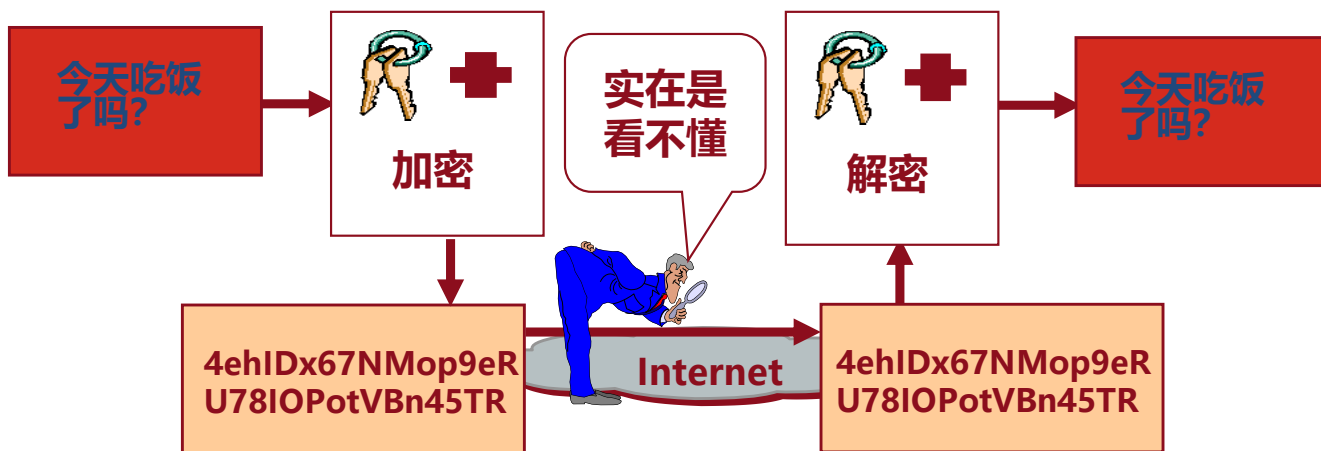 今天吃饭
了吗?
加密
实在是
看不懂
解密
今天吃饭
了吗?
4ehIDx67NMop9eR
U78IOPotVBn45TR
Internet
4ehIDx67NMop9eR
U78IOPotVBn45TR